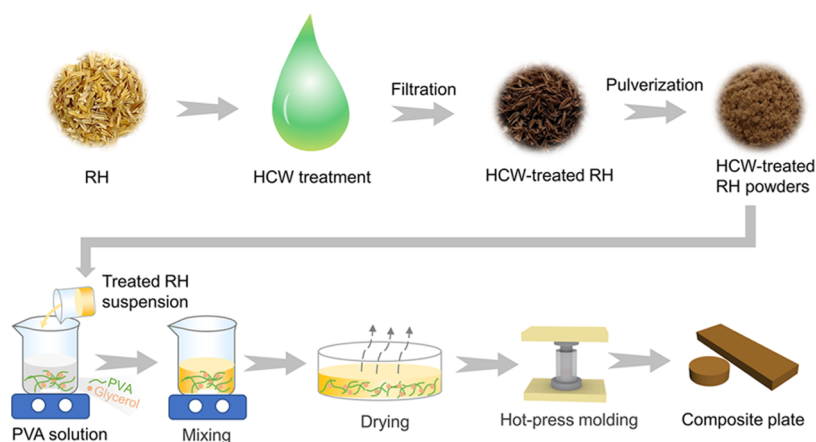 Filtration
Pulverization
RH
HCW treatment
HCW-treated RH
HCW-treated
RH powders
Treated RH
suspension
PVA
Glycerol
PVA solution
Mixing
Drying
Hot-press molding
Composite plate